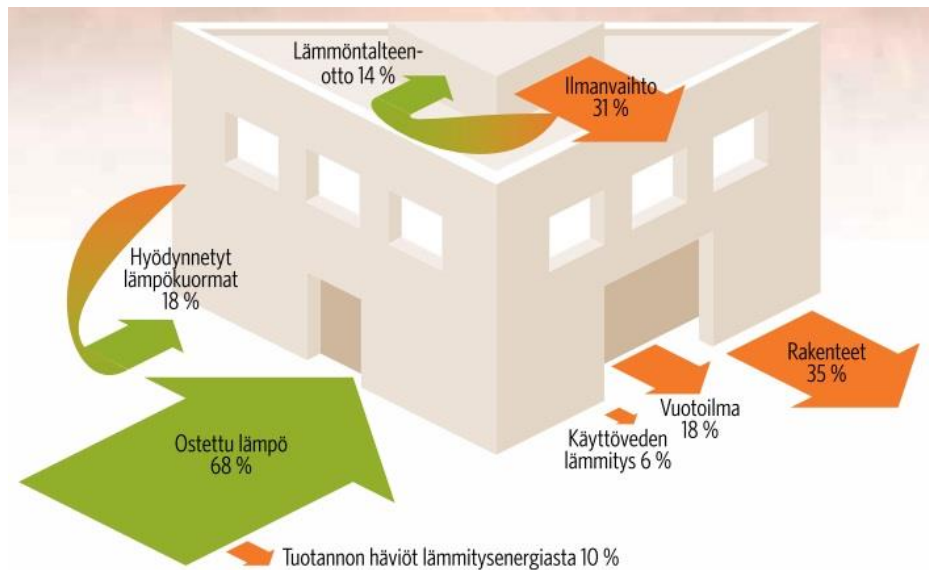 Lämmöntalteen-
otto 14 %
Ilmanvaihto
31 %
Hyödynnetyt
lämpökuormat
18 %
Rakenteet
35 %
Vuotoilma
18 %
Käyttöveden
lämmitys 6 %
Ostettu lämpö
68 %
Tuotannon häviöt lämmitysenergiasta 10 %